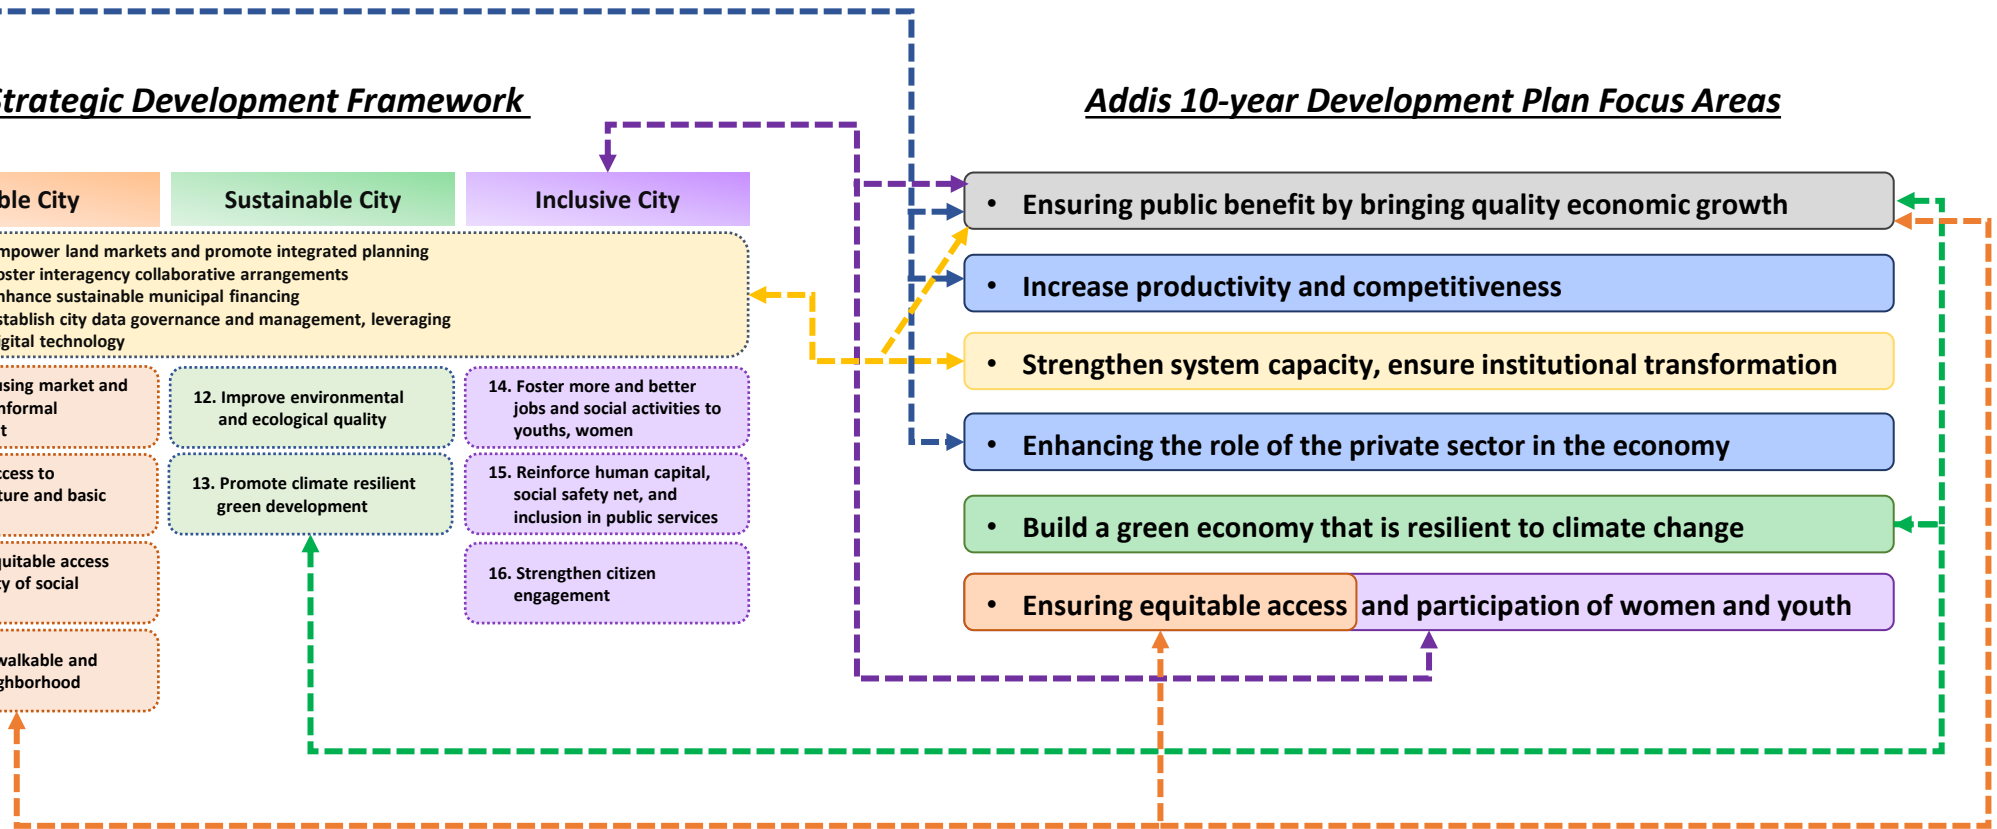 Strategic Development Framework
Addis 10-year Development Plan Focus Areas
ble City
Sustainable City
Inclusive City
mpower land markets and promote integrated planning
oster interagency collaborative arrangements
nhance sustainable municipal financing
stablish city data governance and management, leveraging
igital technology
using market and
nformal
t
ccess to
ture and basic
quitable access
ty of social
walkable and
ghborhood
12. Improve environmental
and ecological quality
13. Promote climate resilient
green development
14. Foster more and better
jobs and social activities to
youths, women
15. Reinforce human capital,
social safety net, and
inclusion in public services
16. Strengthen citizen
engagement
• Ensuring public benefit by bringing quality economic growth
• Increase productivity and competitiveness
• Strengthen system capacity, ensure institutional transformation
• Enhancing the role of the private sector in the economy
• Build a green economy that is resilient to climate change
• Ensuring equitable access and participation of women and youth